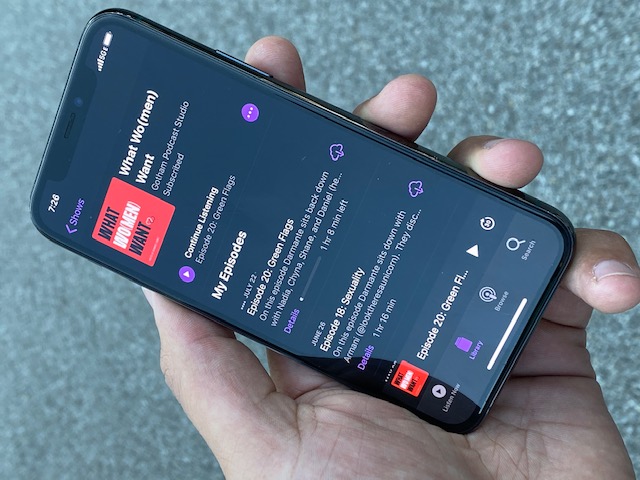 7:26
5GE
Shows
WHAT
WO(MEN)
WANT
What Wo(men)
Want
Gotham Podcast Studio
Subscribed
Continue Listening
Episode 20: Green Flags
My Episodes
JULY 22
Episode 20: Green Flags
On this episode Darmante sits back down
with Nadia, Chyna, Shane, and Daniel (he...
Details
1 hr 8 min left
JUNE 26
Episode 18: Sexuality
On this episode Darmante sits down with
Armani (@looktheresaunicorn). They disc...
Details
1 hr 16 min
WHAT
WO(MEN)
WANT
Episode 20: Green Fl...
30
Listen Now
Library
Browse
Search